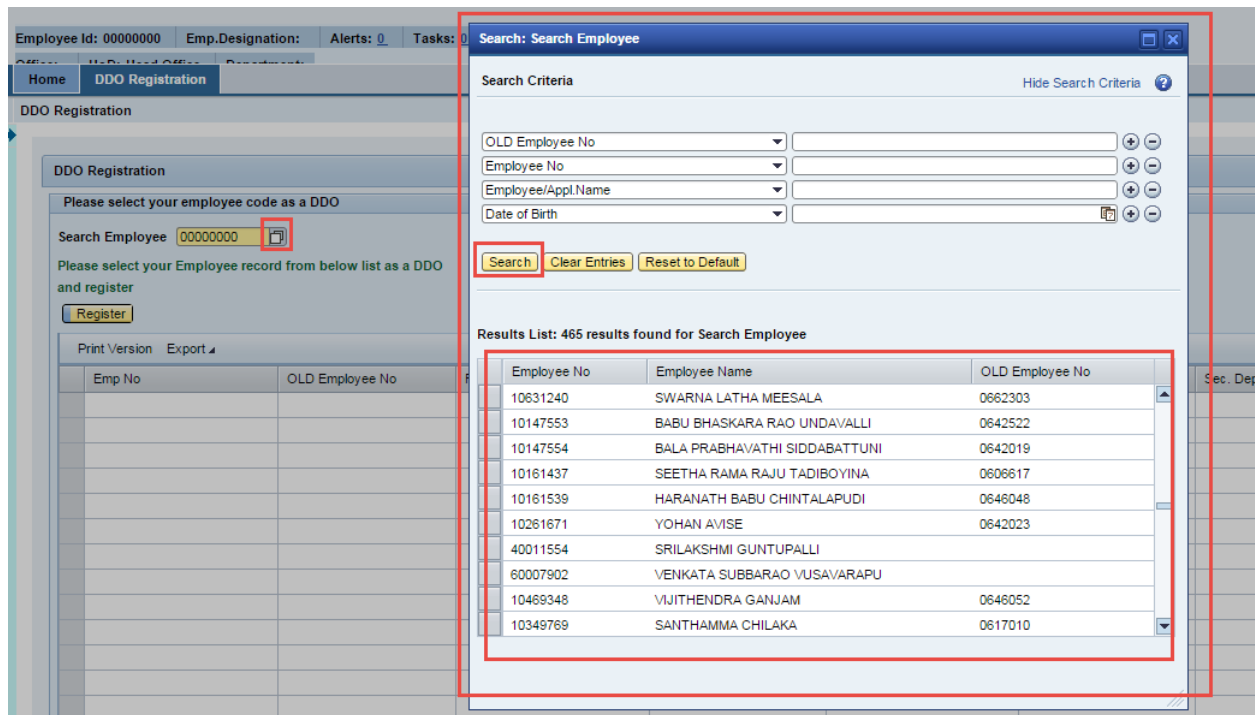 Employee Id: 00000000 Emp.Designation: Alerts: 0 Tasks: 0
Home DDO Registration
DDO Registration
DDO Registration
Please select your employee code as a DDO
Search Employee 00000000
Please select your Employee record from below list as a DDO
and register
Register
Print Version Export
Emp No OLD Employee No
Sec. Dep
Search: Search Employee
Search Criteria Hide Search Criteria
OLD Employee No
Employee No
Employee/Appl.Name
Date of Birth
Search Clear Entries Reset to Default
Results List: 465 results found for Search Employee
Employee No Employee Name OLD Employee No
10631240 SWARNA LATHA MEESALA 0662303
10147553 BABU BHASKARA RAO UNDAVALLI 0642522
10147554 BALA PRABHAVATHI SIDDABATTUNI 0642019
10161437 SEETHA RAMA RAJU TADIBOYINA 0606617
10161539 HARANATH BABU CHINTALAPUDI 0646048
10261671 YOHAN AVISE 0642023
40011554 SRILAKSHMI GUNTUPALLI
60007902 VENKATA SUBBARAO VUSAVARAPU
10469348 VIJITHENDRA GANJAM 0646052
10349769 SANTHAMMA CHILAKA 0617010